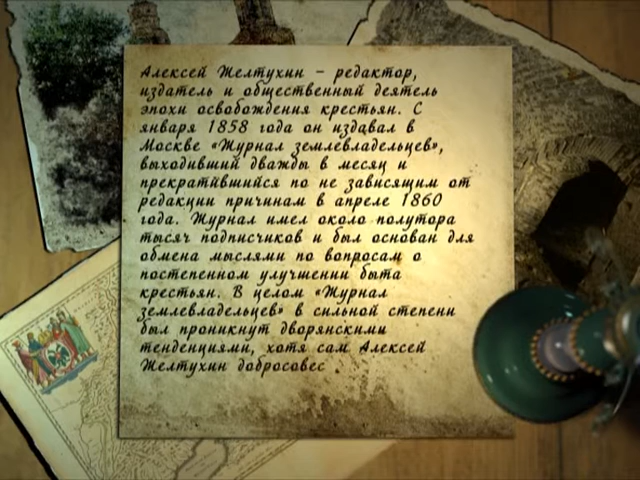 Алексей Желтухин – редактор,
издатель и общественный деятель
эпохи освобождения крестьян. С
января 1858 года он издавал в
Москве «Журнал землевладельцев»,
выходивший дважды в месяц и
прекратившийся по не зависящим от
редакции причинам в апреле 1860
года. Журнал имел около полутора
тысяч подписчиков и был основан для
обмена мыслями по вопросам о
постепенном улучшении быта
крестьян. В целом «Журнал
землевладельцев» в сильной степени
был проникнут дворянскими
тенденциями, хотя сам Алексей
Желтухин добросовес